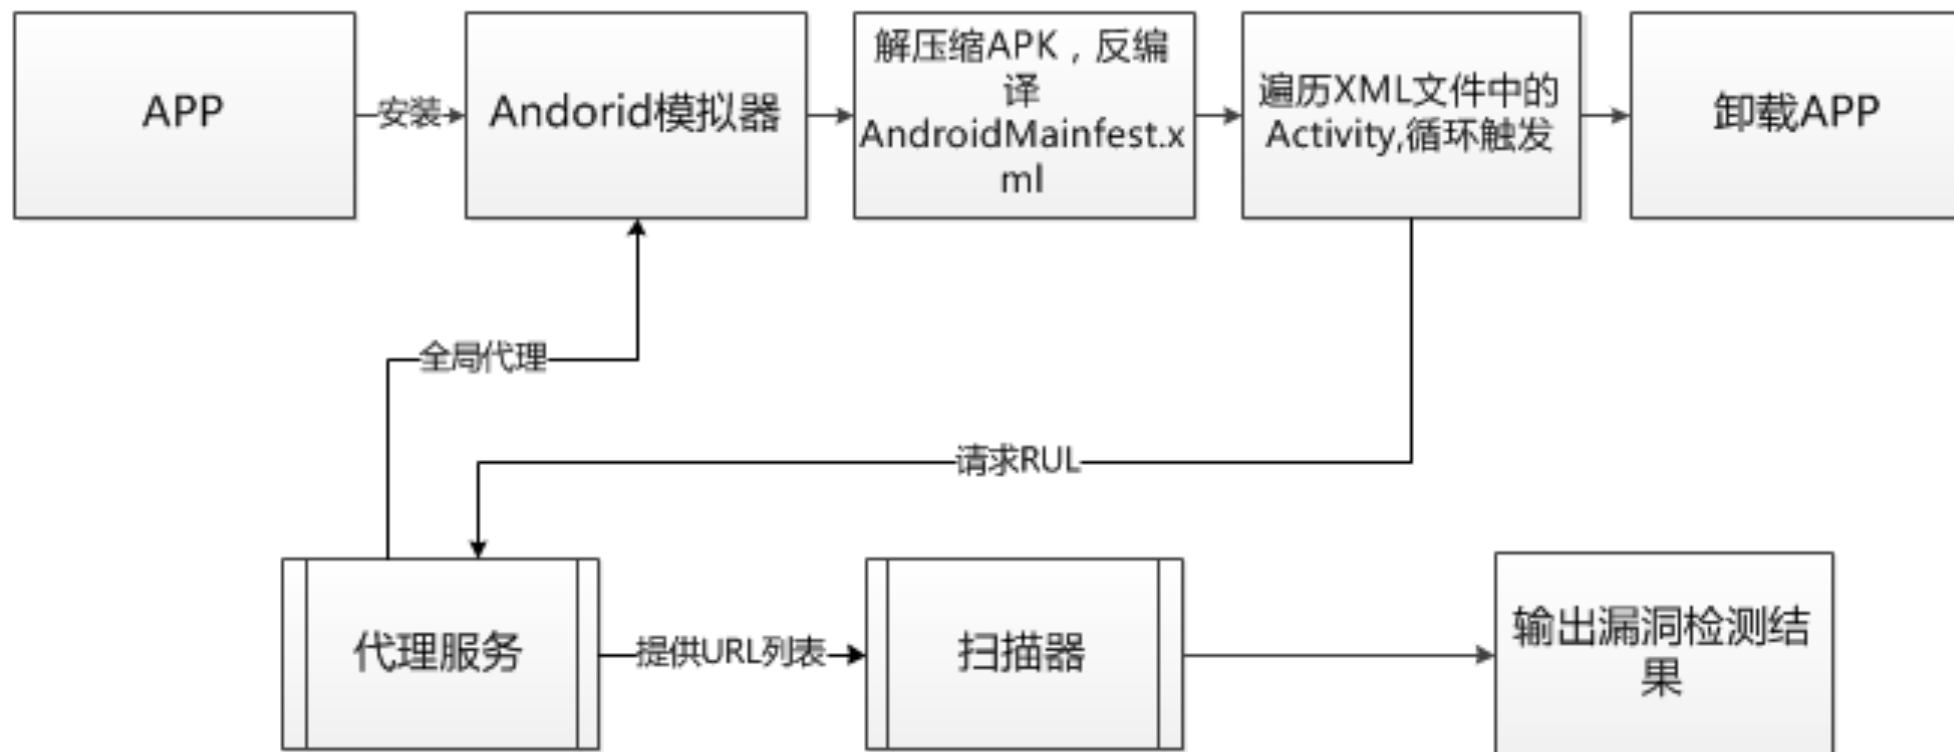 APP
安装
Andorid模拟器
解压缩APK，反编
译
AndroidMainfest.x
ml
遍历XML文件中的
Activity,循环触发
卸载APP
全局代理
请求RUL
代理服务
提供URL列表
扫描器
输出漏洞检测结
果